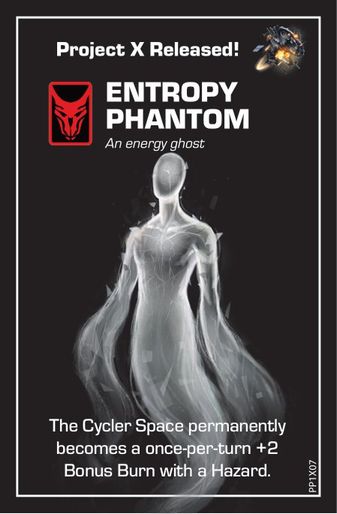 Project X Released!
ENTROPY
PHANTOM
An energy ghost
The Cycler Space permanently
becomes a once-per-turn +2
Bonus Burn with a Hazard.
PP1X07